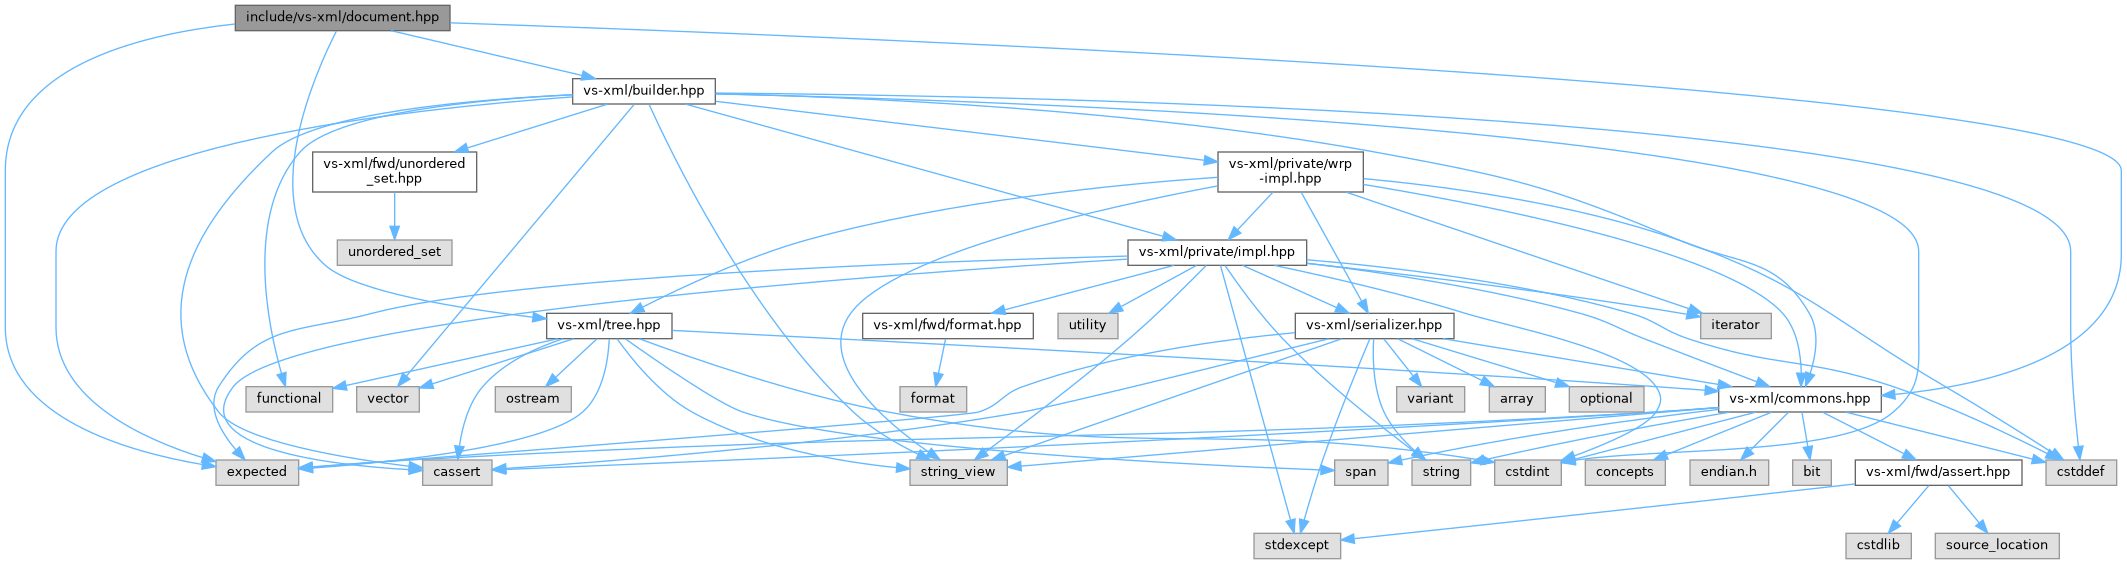 include/vs-xml/document.hpp
vs-xml/builder.hpp
vs-xml/fwd/unordered
_set.hpp
vs-xml/private/wrp
-impl.hpp
unordered_set
vs-xml/private/impl.hpp
vs-xml/tree.hpp
vs-xml/fwd/format.hpp
utility
vs-xml/serializer.hpp
iterator
functional
vector
ostream
format
variant
array
optional
vs-xml/commons.hpp
expected
cassert
string_view
span
string
cstdint
concepts
endian.h
bit
vs-xml/fwd/assert.hpp
cstddef
stdexcept
cstdlib
source_location